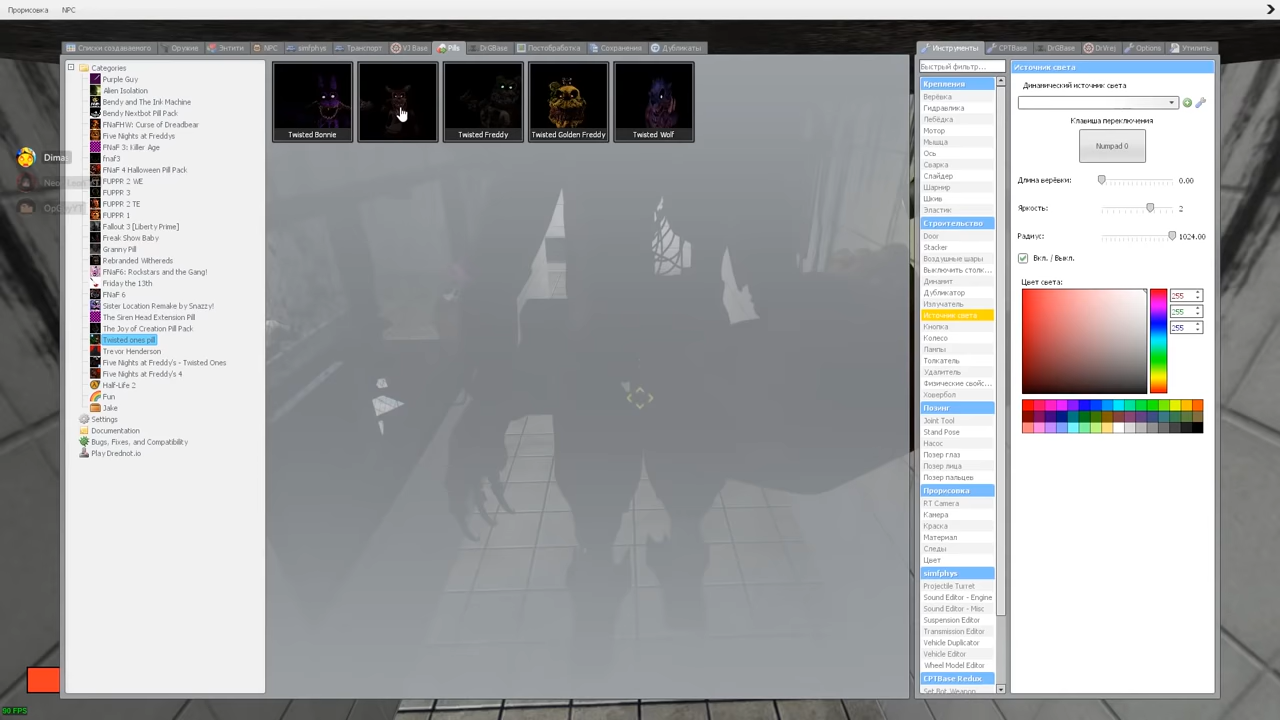 Прорисовка NPC
Списки создаваемого Оружие Энтити NPC simfphys Транспорт VJ Base Pills DrGBase Постобработка Сохранения Дубликаты
Инструменты CPTBase DrGBase DrVrej Options Утилиты
Categories
Purple Guy
Alien Isolation
Bendy and The Ink Machine
Bendy Nextbot Pill Pack
FNaFHW: Curse of Dreadbear
Five Nights at Freddys
FNaF 3: Killer Age
fnaf3
FNAF 4 Halloween Pill Pack
FUPPR 2 WE
FUPPR 3
FUPPR 2 TE
FUPPR 1
Fallout 3 [Liberty Prime]
Freak Show Baby
Granny Pill
Rebranded Withereds
FNaF6: Rockstars and the Gang!
Friday the 13th
FNAF 6
Sister Location Remake by Snazzy!
The Siren Head Extension Pill
The Joy of Creation Pill Pack
Twisted ones pill
Trevor Henderson
Five Nights at Freddy's - Twisted Ones
Five Nights at Freddy's 4
Half-Life 2
Fun
Jake
Settings
Documentation
Bugs, Fixes, and Compatibility
Play Drednot.io
Dima
Twisted Bonnie
Twisted Freddy
Twisted Golden Freddy
Twisted Wolf
Быстрый фильтр...
Крепления
Верёвка
Гидравлика
Лебёдка
Мотор
Мышца
Ось
Сварка
Слайдер
Шарнир
Шкив
Эластик
Строительство
Door
Stacker
Воздушные шары
Выключить столк...
Динамит
Дубликатор
Излучатель
Источник света
Кнопка
Колесо
Лампы
Толкатель
Удалитель
Физические свойс...
Ховербол
Позинг
Joint Tool
Stand Pose
Насос
Позер глаз
Позер лица
Позер пальцев
Прорисовка
RT Camera
Камера
Краска
Материал
Следы
Цвет
simfphys
Projectile Turret
Sound Editor - Engine
Sound Editor - Misc
Suspension Editor
Transmission Editor
Vehicle Duplicator
Vehicle Editor
Wheel Model Editor
CPTBase Redux
Set Bot Weapon
Источник света
Динамический источник света
Клавиша переключения
Numpad 0
Длина верёвки: 0.00
Яркость: 2
Радиус: 1024.00
Вкл. / Выкл.
Цвет света:
255
255
255
90 FPS